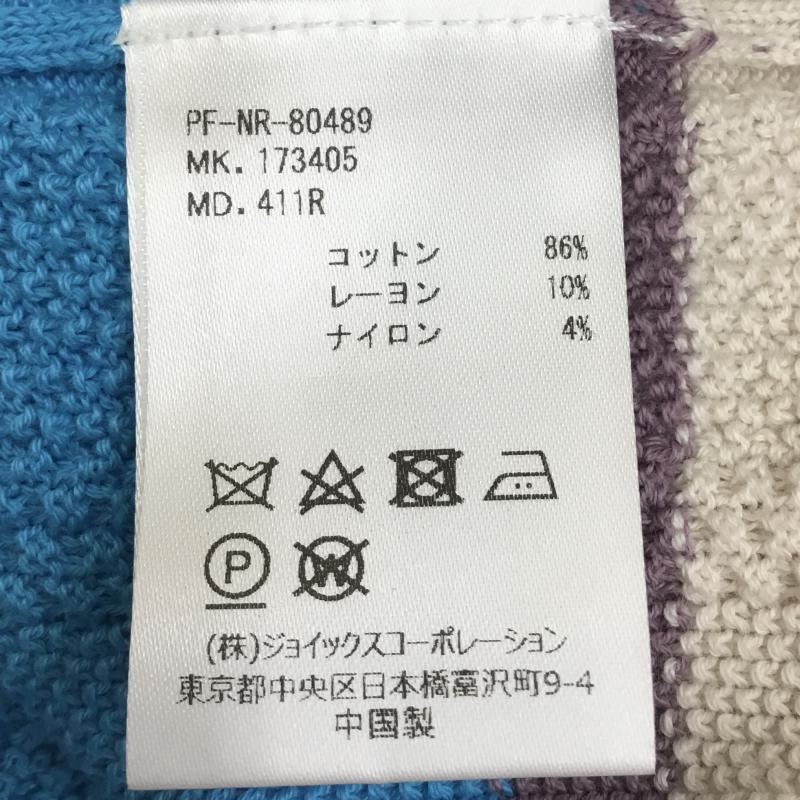 PF-NR-80489
MK. 173405
MD. 411R
コットン 86%
レーヨン 10%
ナイロン 4%
P W
(株)ジョイックスコーポレーション
東京都中央区日本橋富沢町9-4
中国製